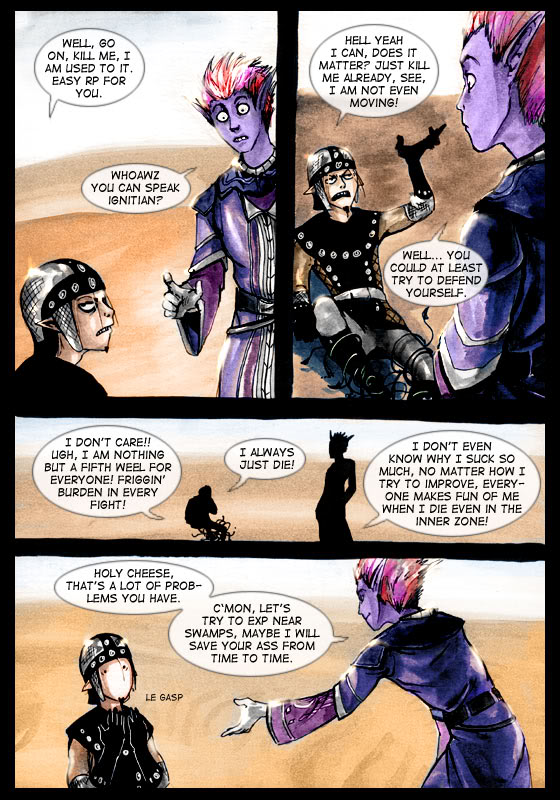 WELL, GO
ON, KILL ME, I
AM USED TO IT.
EASY RP FOR
YOU.
WHOAWZ
YOU CAN SPEAK
IGNITIAN?
HELL YEAH
I CAN, DOES IT
MATTER? JUST KILL
ME ALREADY, SEE,
I AM NOT EVEN
MOVING!
WELL... YOU
COULD AT LEAST
TRY TO DEFEND
YOURSELF.
I DON'T CARE!!
UGH, I AM NOTHING
BUT A FIFTH WEEL FOR
EVERYONE! FRIGGIN'
BURDEN IN EVERY
FIGHT!
I ALWAYS
JUST DIE!
I DON'T EVEN
KNOW WHY I SUCK SO
MUCH, NO MATTER HOW I
TRY TO IMPROVE, EVERY-
ONE MAKES FUN OF ME
WHEN I DIE EVEN IN THE
INNER ZONE!
HOLY CHEESE,
THAT'S A LOT OF PROB-
LEMS YOU HAVE.
C'MON, LET'S
TRY TO EXP NEAR
SWAMPS, MAYBE I WILL
SAVE YOUR ASS FROM
TIME TO TIME.
LE GASP